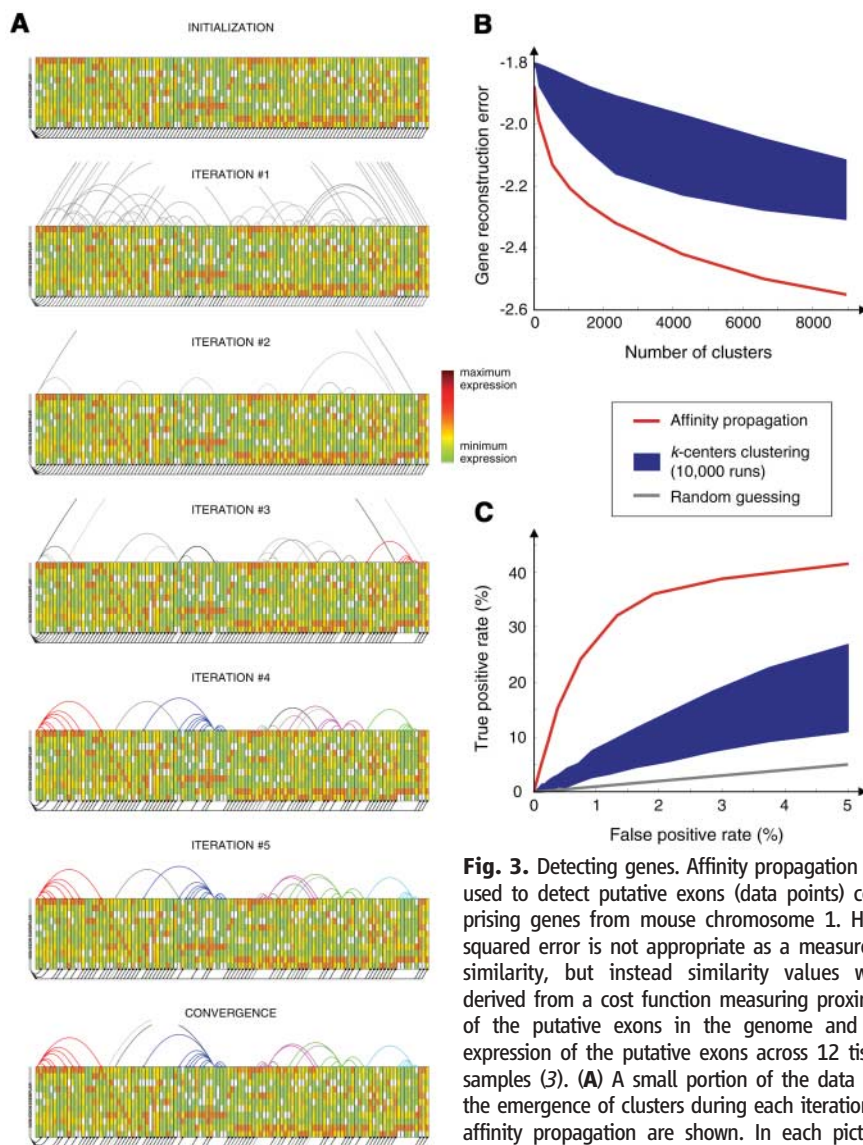 A
INITIALIZATION
ITERATION #1
ITERATION #2
maximum
expression
minimum
expression
ITERATION #3
ITERATION #4
ITERATION #5
CONVERGENCE
B
Gene reconstruction error
-1.8
-2.0
-2.2
-2.4
-2.6
0 2000 4000 6000 8000
Number of clusters
Affinity propagation
k-centers clustering
(10,000 runs)
Random guessing
C
True positive rate (%)
40
30
20
10
0
0 1 2 3 4 5
False positive rate (%)
Fig. 3. Detecting genes. Affinity propagation
used to detect putative exons (data points) co
prising genes from mouse chromosome 1. H
squared error is not appropriate as a measure
similarity, but instead similarity values w
derived from a cost function measuring proxin
of the putative exons in the genome and
expression of the putative exons across 12 tis
samples (3). (A) A small portion of the data
the emergence of clusters during each iteration
affinity propagation are shown. In each pict